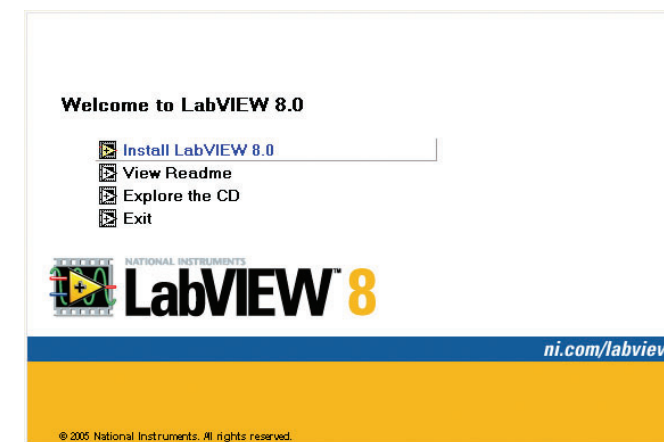 Welcome to LabVIEW 8.0
Install LabVIEW 8.0
View Readme
Explore the CD
Exit
NATIONAL INSTRUMENTS
LabVIEW™ 8
ni.com/labview
© 2005 National Instruments. All rights reserved.